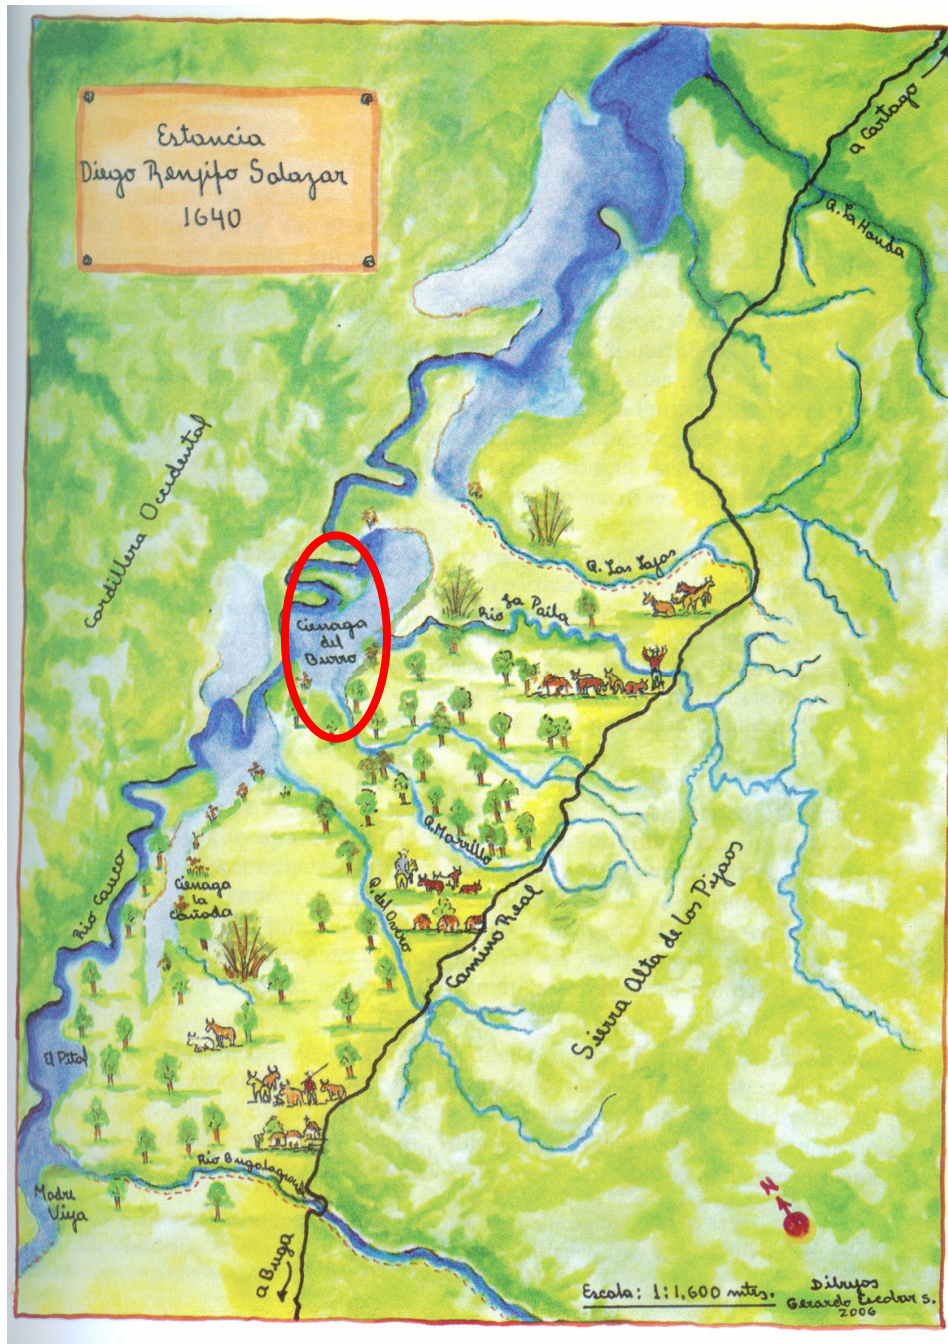 Estancia
Diego Renjifo Salazar
1640
a Cartago
Q. La Honda
Cordillera Occidental
Q. Las Lajas
Rio La Paila
Cienaga
del
Burro
Q. Morrillo
Rio Cauca
Cienaga
la
Cañada
Q. del Overo
Camino Real
Sierra Alta de los Pijaos
El Pital
Rio Bugalagrande
Madre
Vieja
N
a Buga
Escala: 1:1,600 mts.
Dibujos
Gerardo Escobar S.
2006